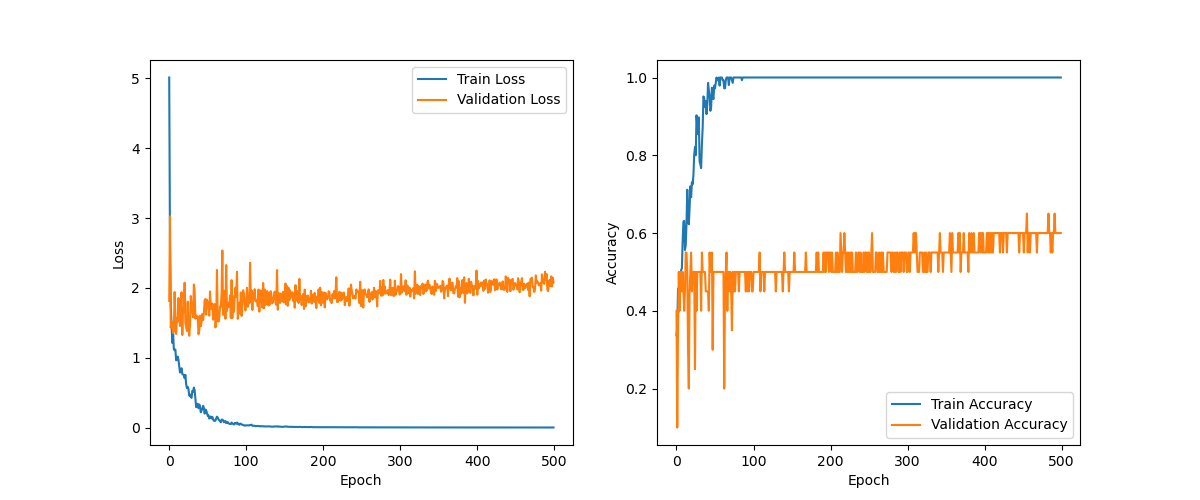 5
4
3
2
1
0
Loss
0 100 200 300 400 500
Epoch
Train Loss
Validation Loss
1.0
0.8
0.6
0.4
0.2
Accuracy
0 100 200 300 400 500
Epoch
Train Accuracy
Validation Accuracy